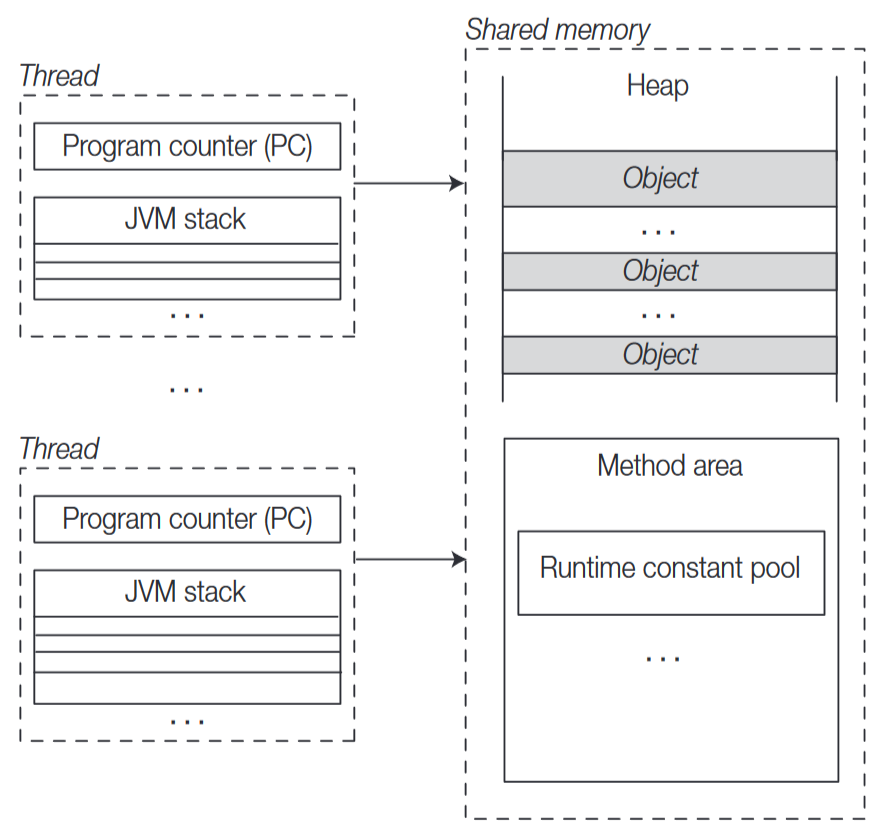 Thread
Program counter (PC)
JVM stack
...
...
Thread
Program counter (PC)
JVM stack
...
Shared memory
Heap
Object
...
Object
...
Object
Method area
Runtime constant pool
...